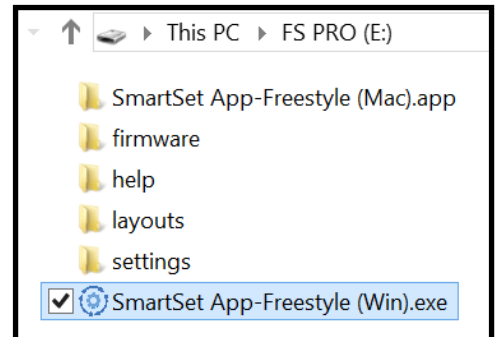 This PC FS PRO (E:)
SmartSet App-Freestyle (Mac).app
firmware
help
layouts
settings
SmartSet App-Freestyle (Win).exe